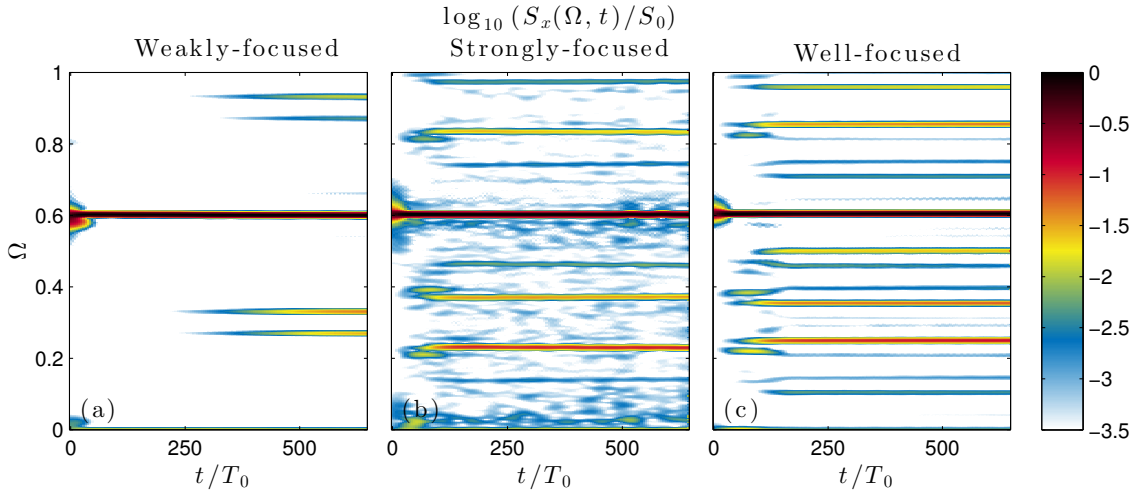 log₁₀ (Sₓ(Ω, t)/S₀)
Weakly-focused
Strongly-focused
Well-focused
1
0.8
0.6
0.4
0.2
0
Ω
(a)
(b)
(c)
0
250
500
0
250
500
0
250
500
t/T₀
t/T₀
t/T₀
0
−0.5
−1
−1.5
−2
−2.5
−3
−3.5